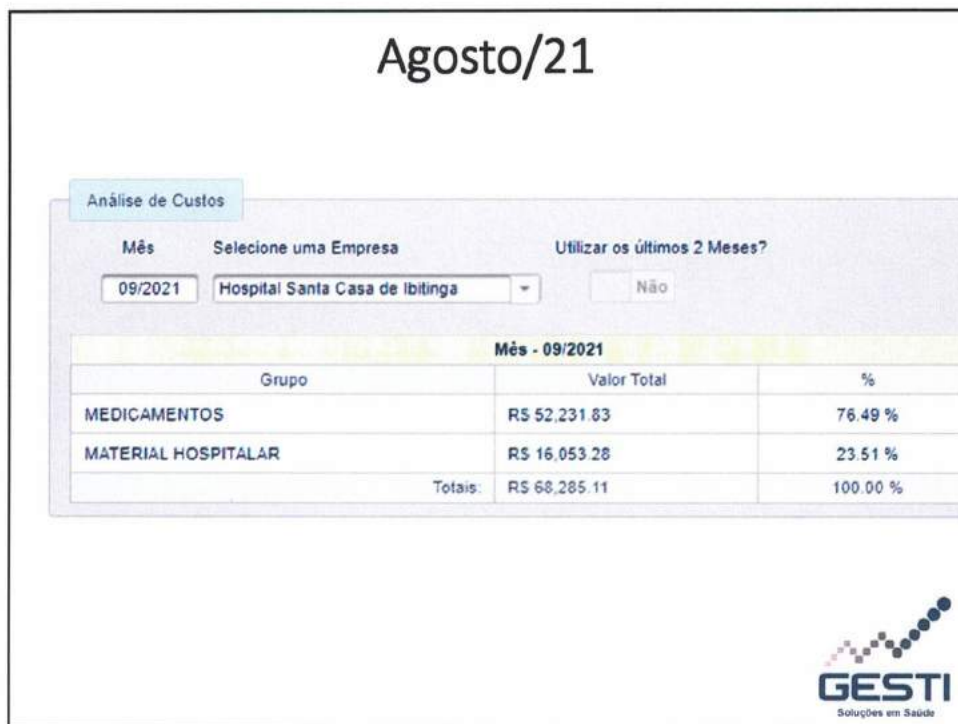 Agosto/21
Análise de Custos
Mês Selecione uma Empresa Utilizar os últimos 2 Meses?
09/2021 Hospital Santa Casa de Ibitinga Não
Mês - 09/2021
Grupo Valor Total %
MEDICAMENTOS R$ 52,231.83 76.49 %
MATERIAL HOSPITALAR R$ 16,053.28 23.51 %
Totais: R$ 68,285.11 100.00 %
GESTI
Soluções em Saúde